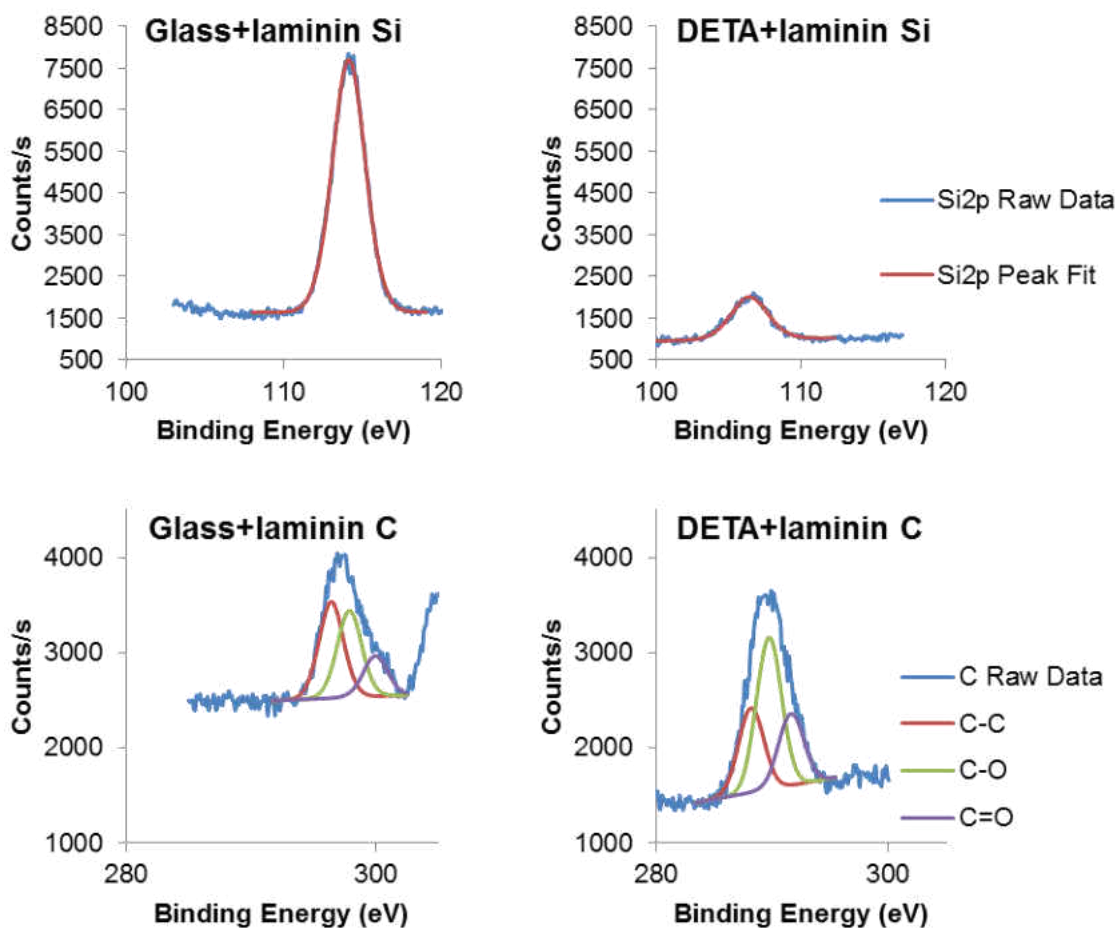 Glass+laminin Si
8500
7500
6500
5500
4500
3500
2500
1500
500
Counts/s
100 110 120
Binding Energy (eV)
DETA+laminin Si
8500
7500
6500
5500
4500
3500
2500
1500
500
Counts/s
100 110 120
Binding Energy (eV)
Si2p Raw Data
Si2p Peak Fit
Glass+laminin C
4000
3000
2000
1000
Counts/s
280 300
Binding Energy (eV)
DETA+laminin C
4000
3000
2000
1000
Counts/s
280 300
Binding Energy (eV)
C Raw Data
C-C
C-O
C=O